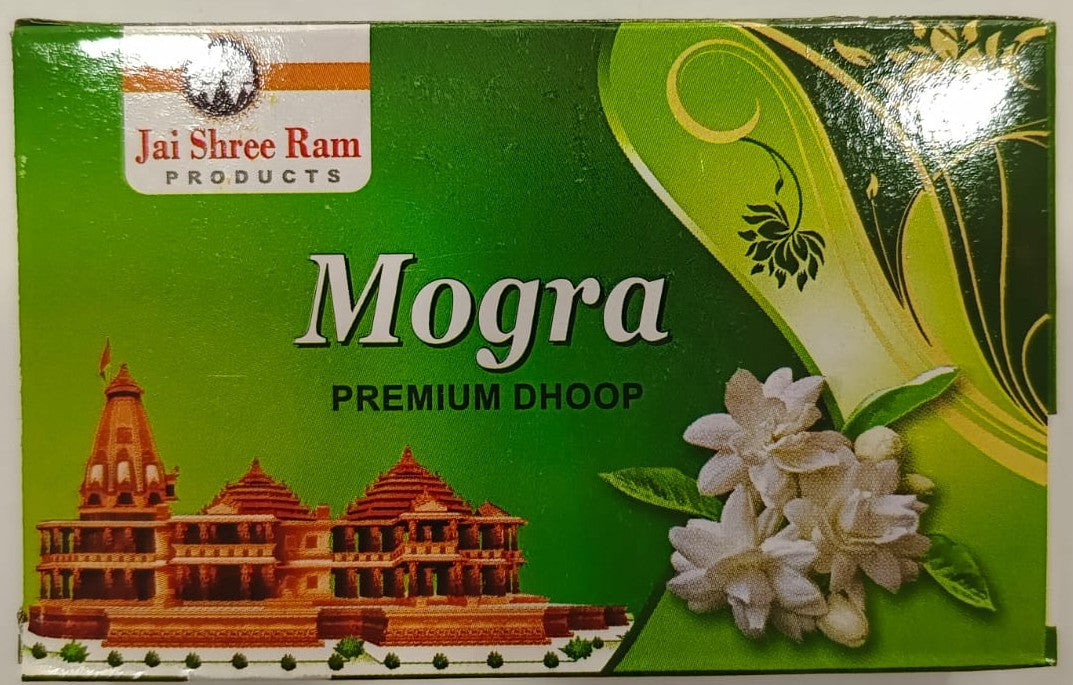 Jai Shree Ram
PRODUCTS
Mogra
PREMIUM DHOOP